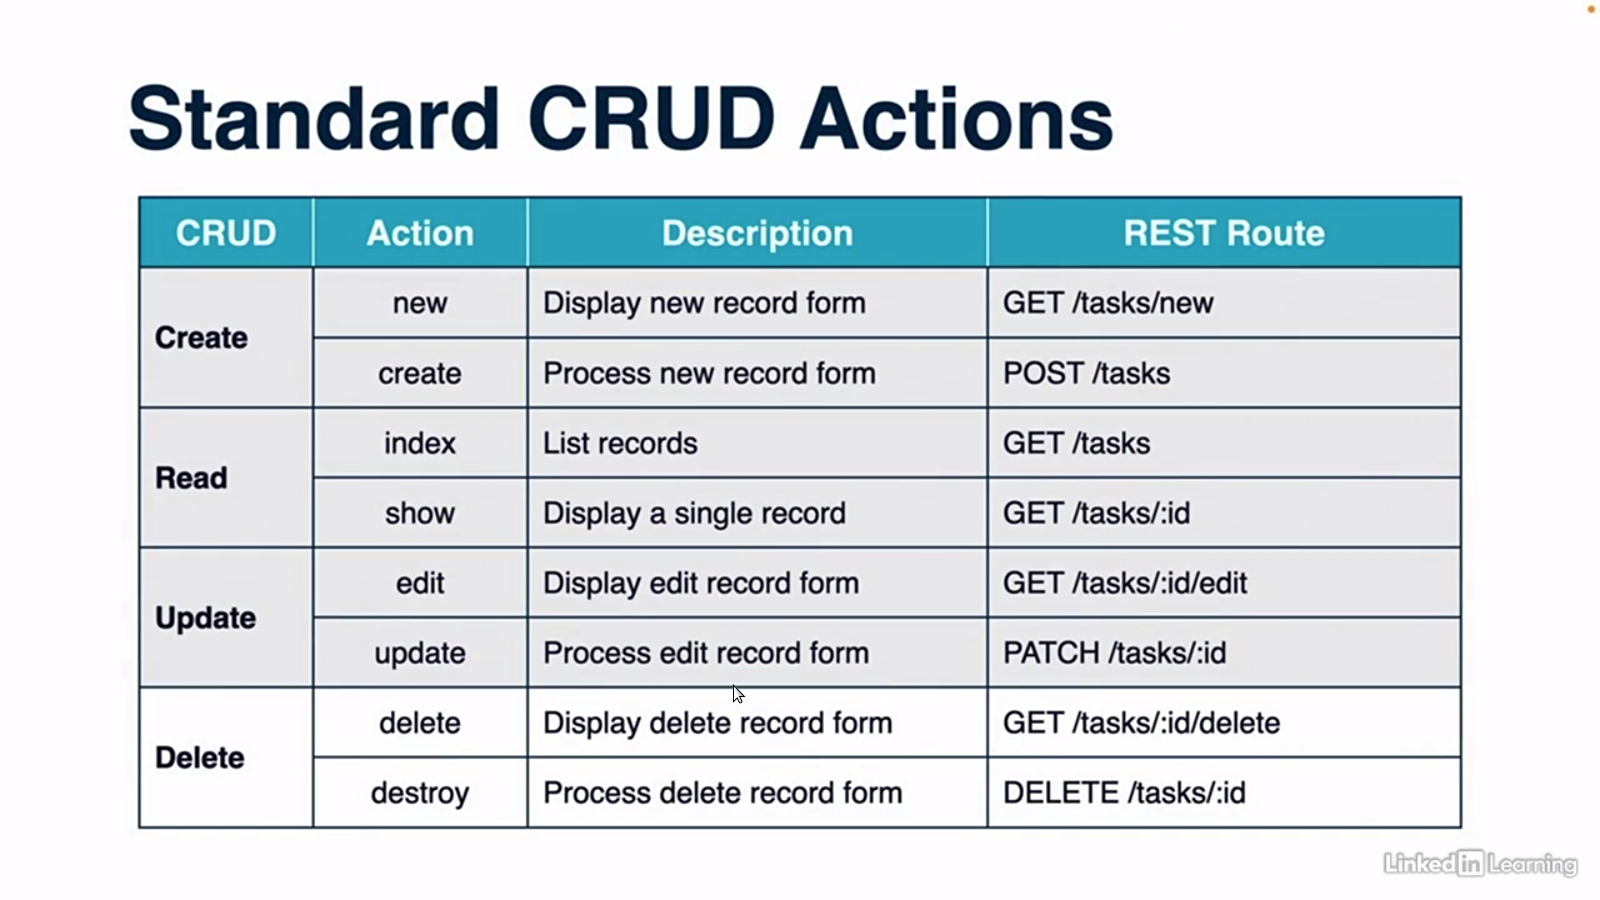 Standard CRUD Actions
CRUD Action Description REST Route
Create
new Display new record form GET /tasks/new
create Process new record form POST /tasks
Read
index List records GET /tasks
show Display a single record GET /tasks/:id
Update
edit Display edit record form GET /tasks/:id/edit
update Process edit record form PATCH /tasks/:id
Delete
delete Display delete record form GET /tasks/:id/delete
destroy Process delete record form DELETE /tasks/:id
Linked in Learning